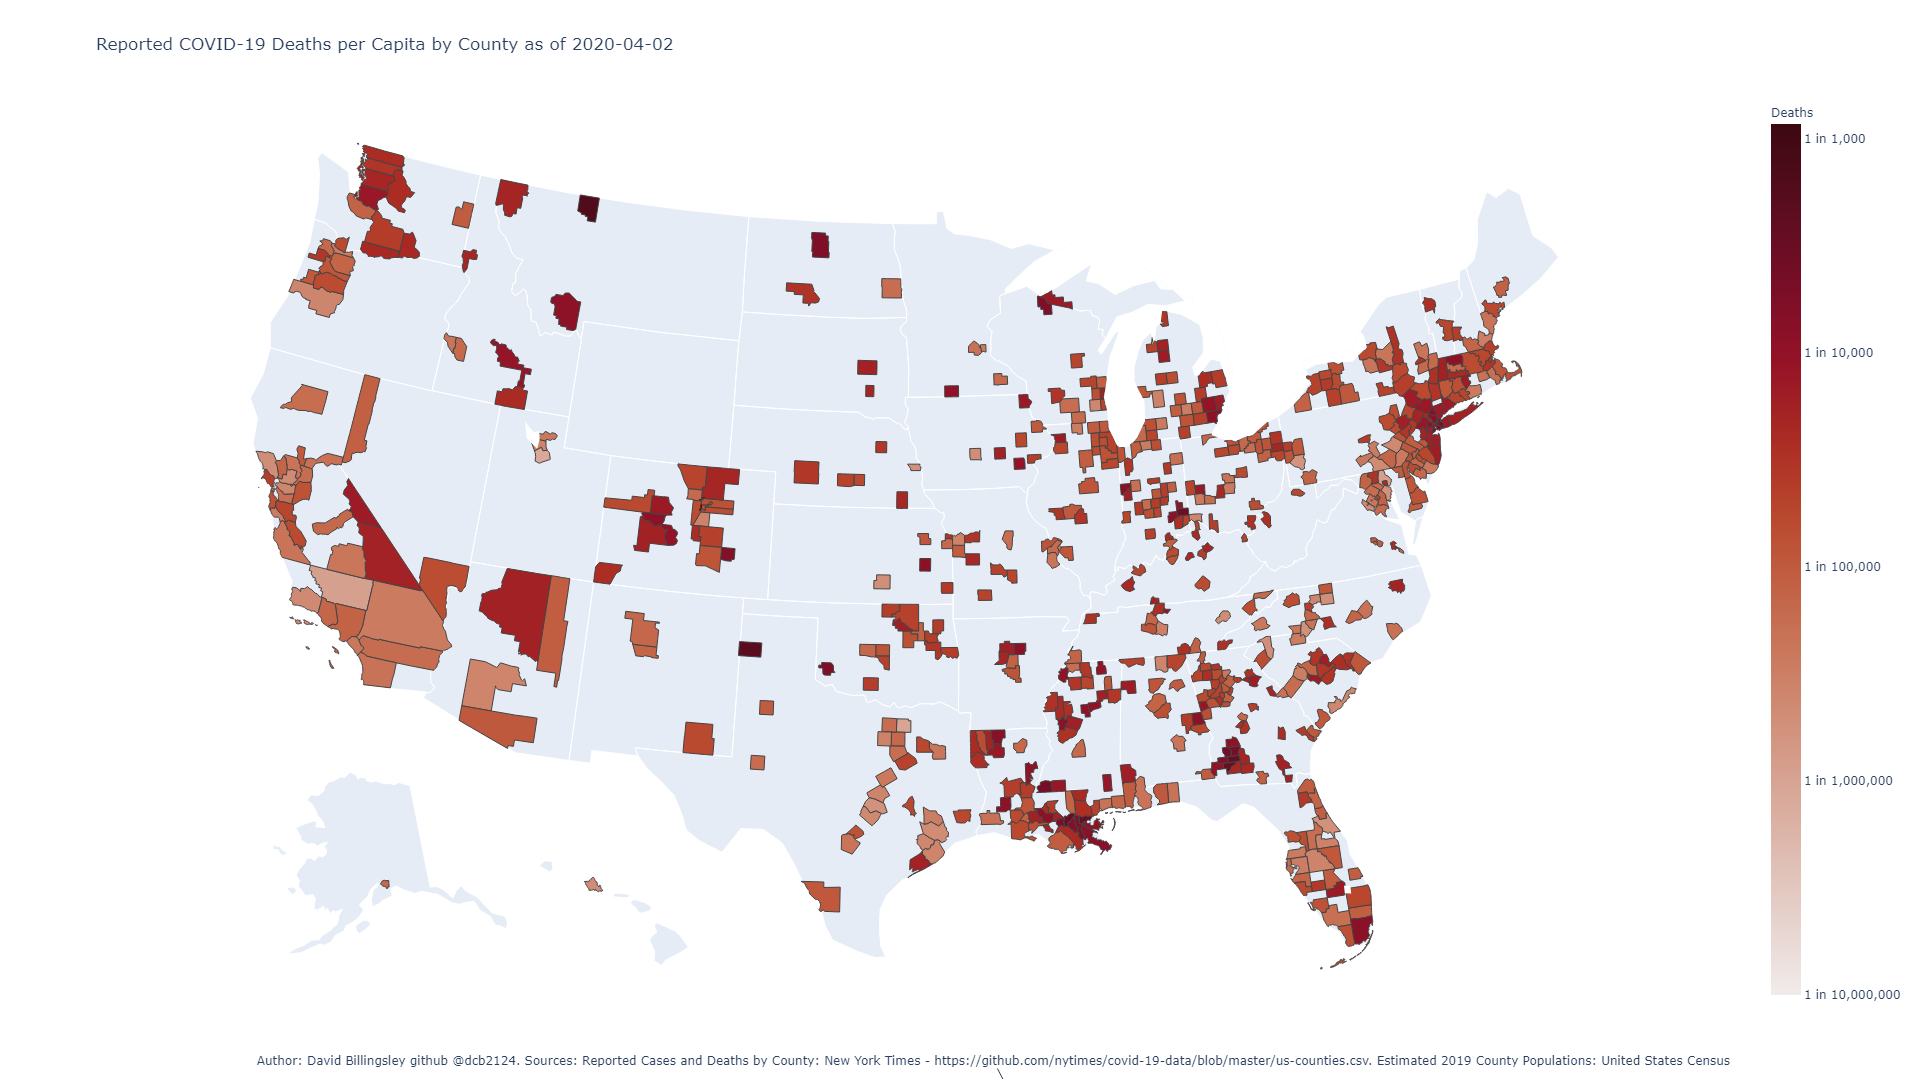 Reported COVID-19 Deaths per Capita by County as of 2020-04-02
Deaths
1 in 1,000
1 in 10,000
1 in 100,000
1 in 1,000,000
1 in 10,000,000
Author: David Billingsley github @dcb2124. Sources: Reported Cases and Deaths by County: New York Times - https://github.com/nytimes/covid-19-data/blob/master/us-counties.csv. Estimated 2019 County Populations: United States Census